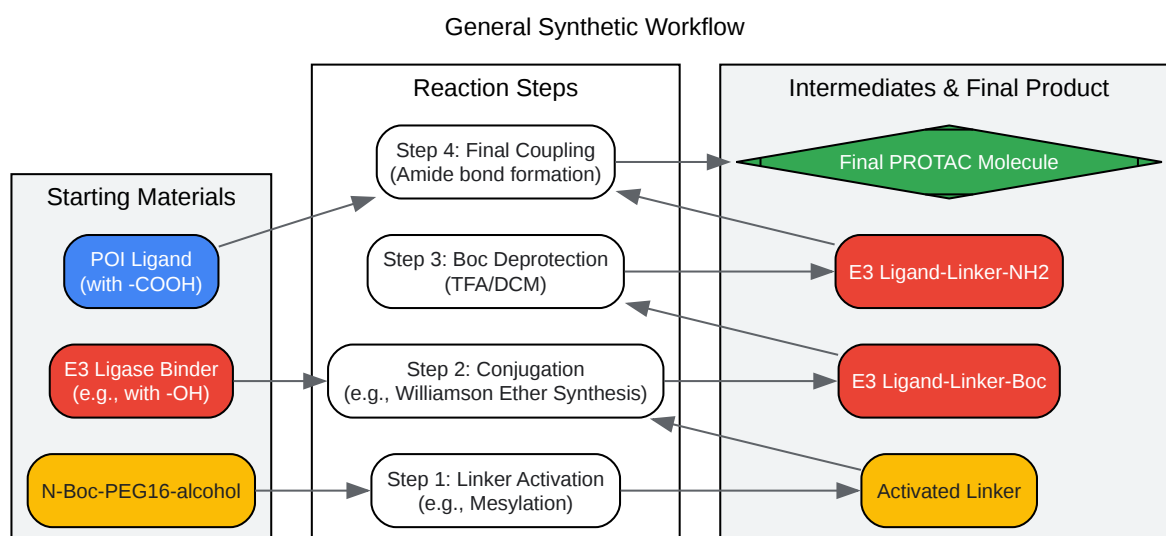 General Synthetic Workflow
Starting Materials
POI Ligand
(with -COOH)
E3 Ligase Binder
(e.g., with -OH)
N-Boc-PEG16-alcohol
Reaction Steps
Step 4: Final Coupling
(Amide bond formation)
Step 3: Boc Deprotection
(TFA/DCM)
Step 2: Conjugation
(e.g., Williamson Ether Synthesis)
Step 1: Linker Activation
(e.g., Mesylation)
Intermediates & Final Product
Final PROTAC Molecule
E3 Ligand-Linker-NH2
E3 Ligand-Linker-Boc
Activated Linker